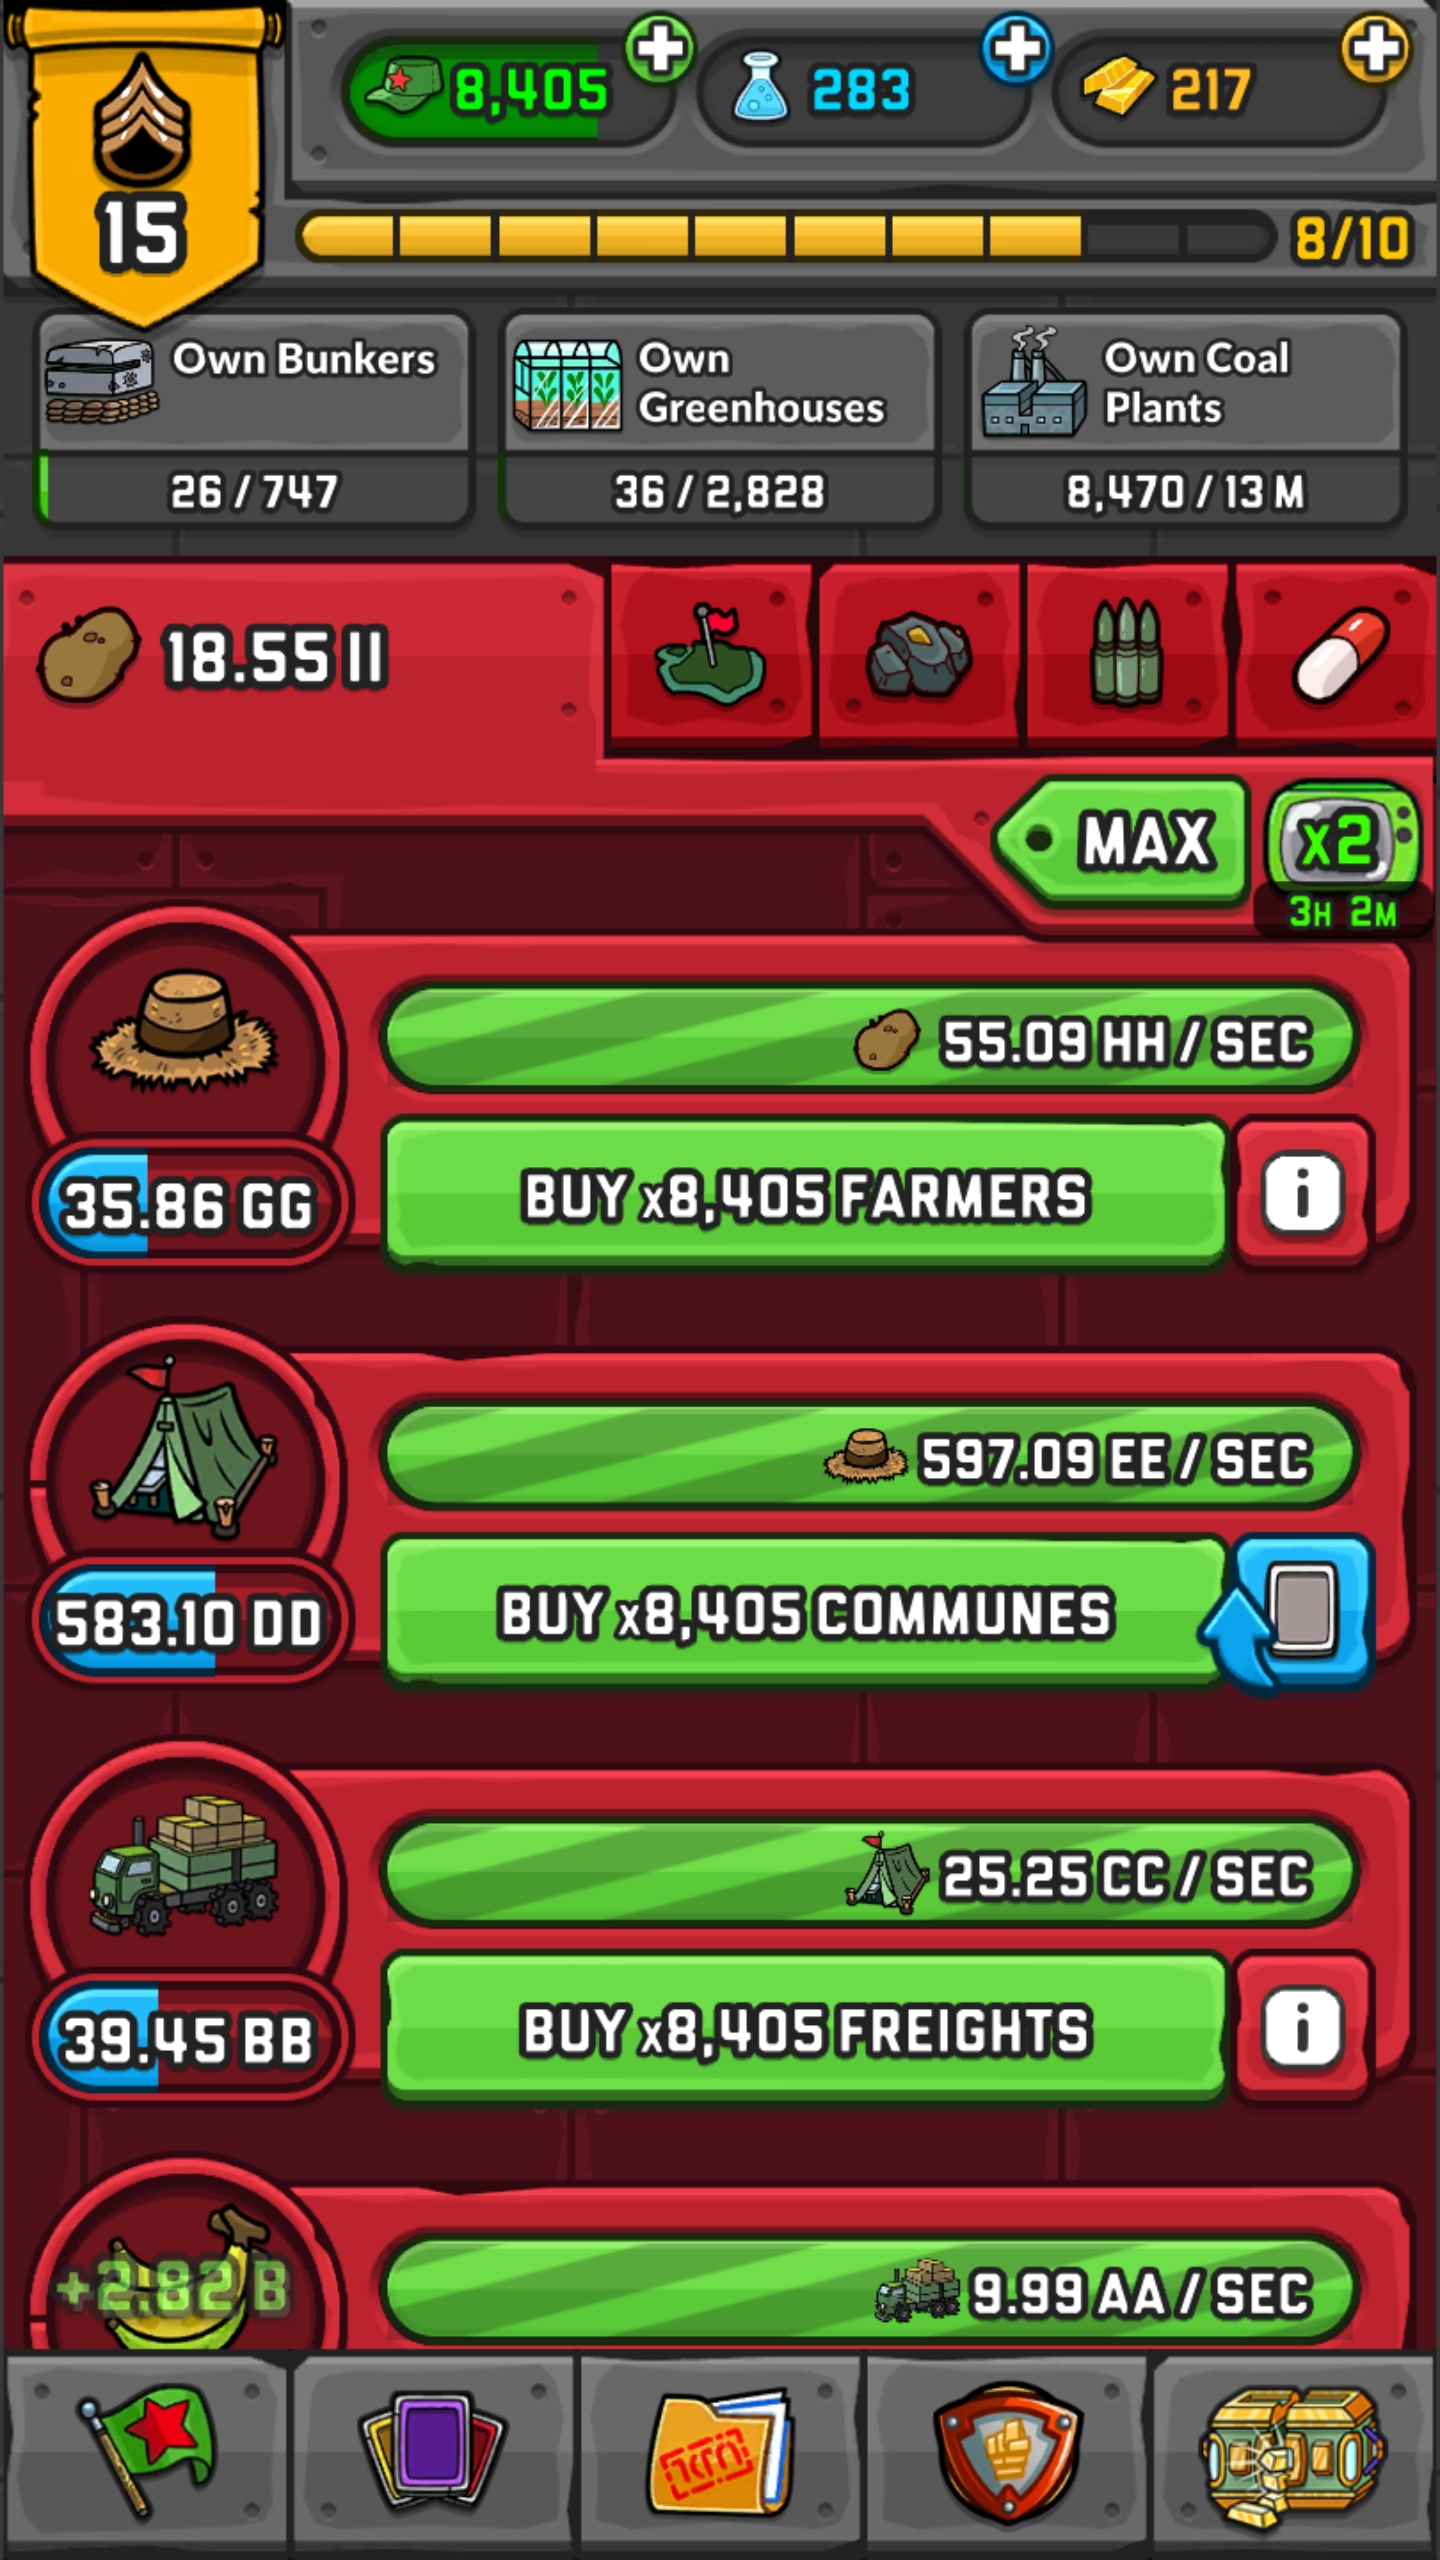 8,405
283
217
15
8/10
Own Bunkers
26 / 747
Own
Greenhouses
36 / 2,828
Own Coal
Plants
8,470 / 13 M
18.55 II
MAX
x2
3H 2M
55.09 HH / SEC
35.86 GG
BUY x8,405 FARMERS
597.09 EE / SEC
583.10 DD
BUY x8,405 COMMUNES
25.25 CC / SEC
39.45 BB
BUY x8,405 FREIGHTS
+2.82 B
9.99 AA / SEC